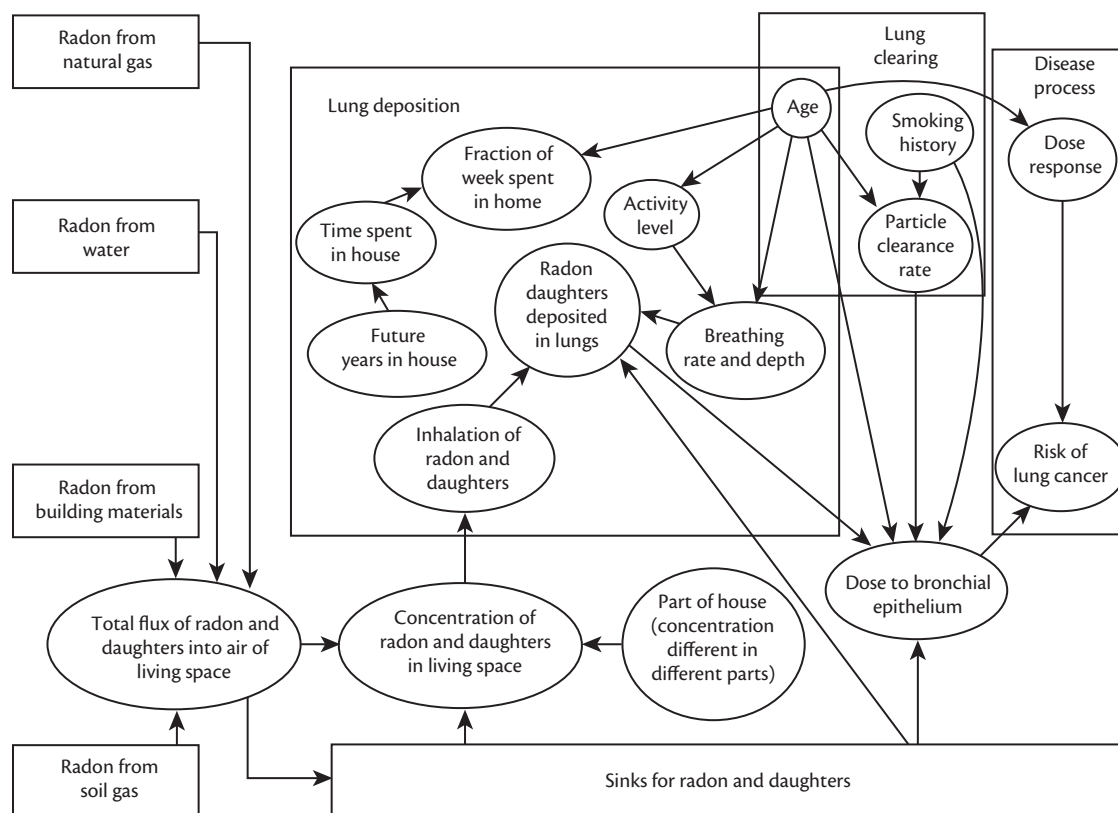 Radon from
natural gas
Lung
clearing
Disease
process
Lung deposition
Age
Smoking
history
Dose
response
Fraction of
week spent
in home
Radon from
water
Time spent
in house
Activity
level
Particle
clearance
rate
Radon
daughters
deposited
in lungs
Future
years in house
Breathing
rate and depth
Inhalation of
radon and
daughters
Risk of
lung cancer
Radon from
building materials
Dose to bronchial
epithelium
Total flux of radon and
daughters into air of
living space
Concentration of
radon and daughters
in living space
Part of house
(concentration
different in
different parts)
Radon from
soil gas
Sinks for radon and daughters